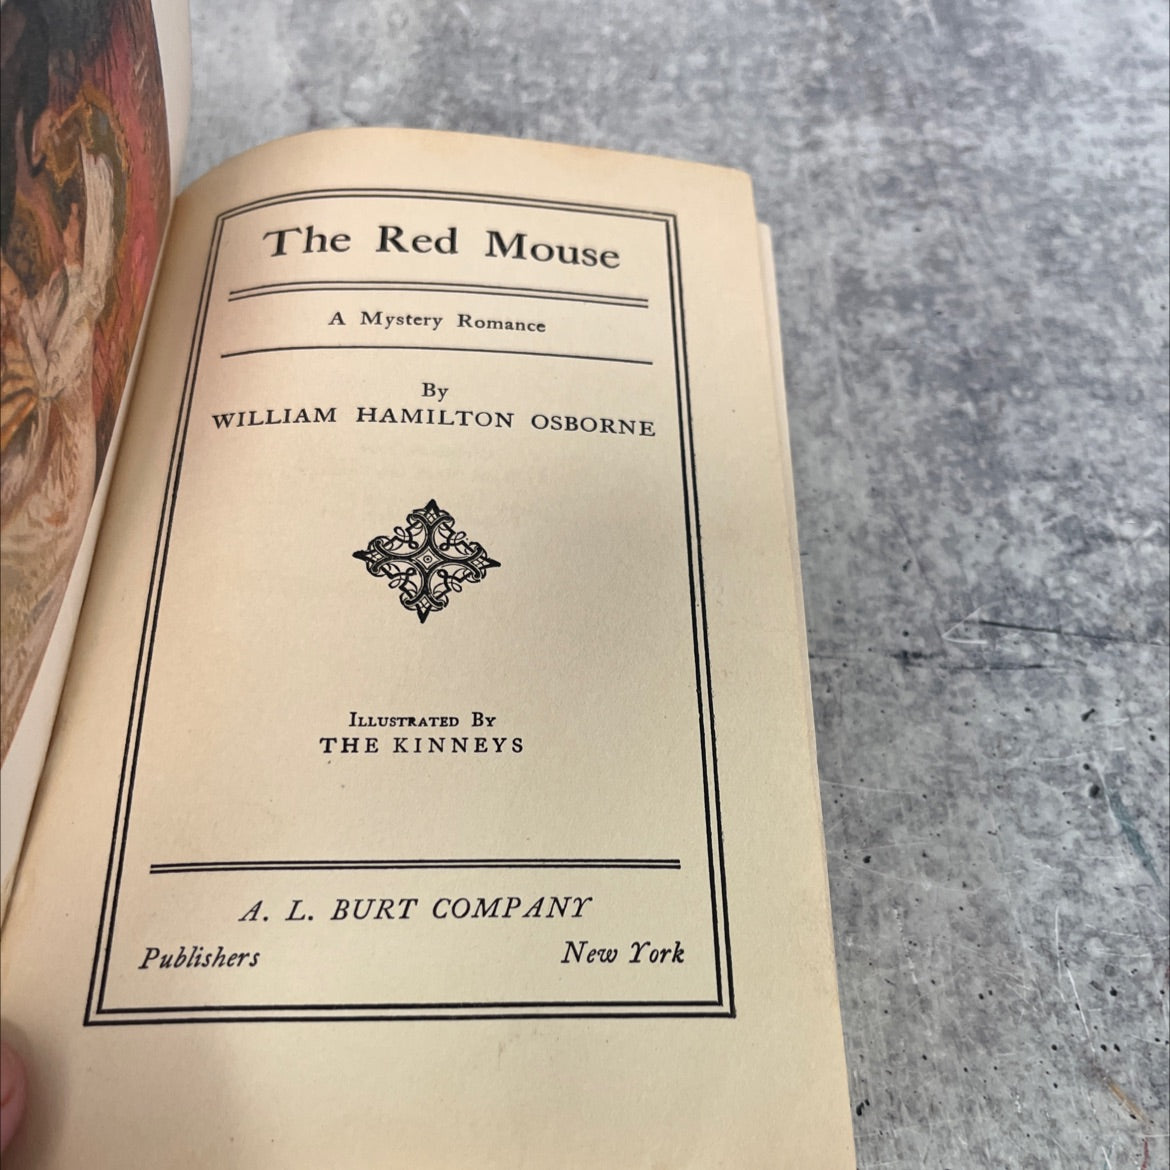 The Red Mouse
A Mystery Romance
By
WILLIAM HAMILTON OSBORNE
ILLUSTRATED BY
THE KINNEYS
A. L. BURT COMPANY
Publishers New York